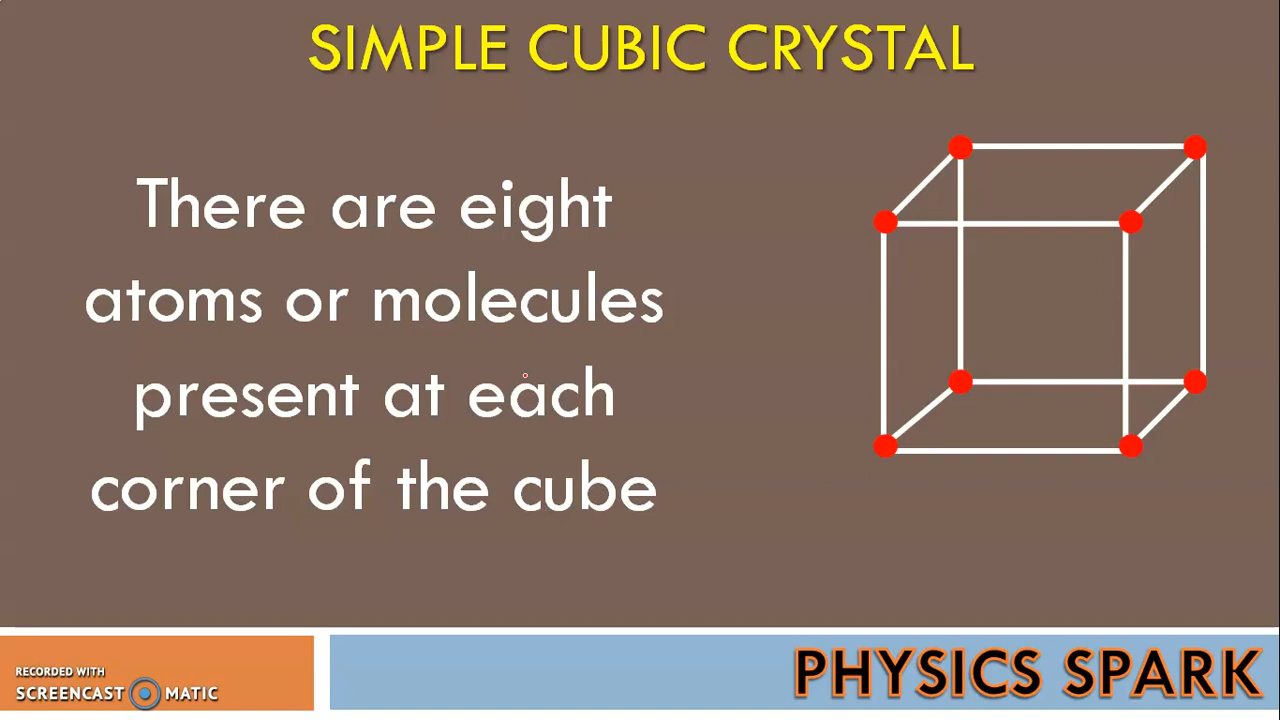 SIMPLE CUBIC CRYSTAL
There are eight
atoms or molecules
present at each
corner of the cube
RECORDED WITH
SCREENCAST MATIC
PHYSICS SPARK